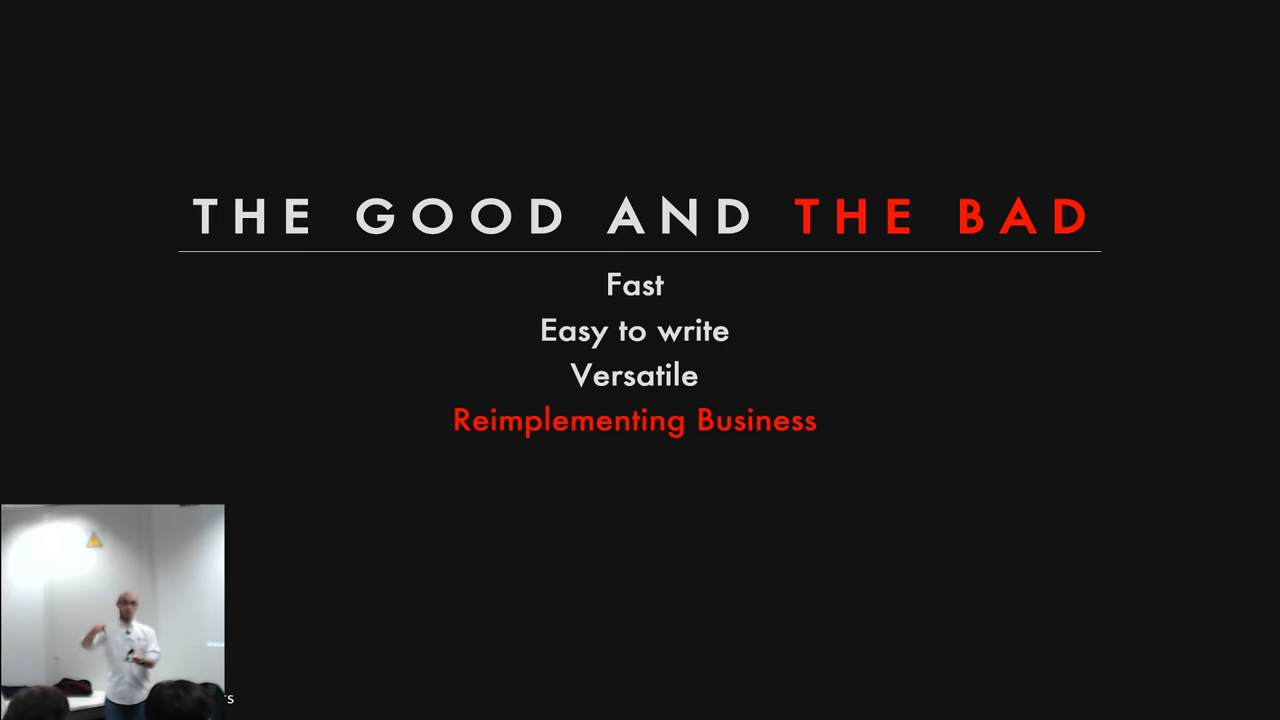 THE GOOD AND THE BAD
Fast
Easy to write
Versatile
Reimplementing Business